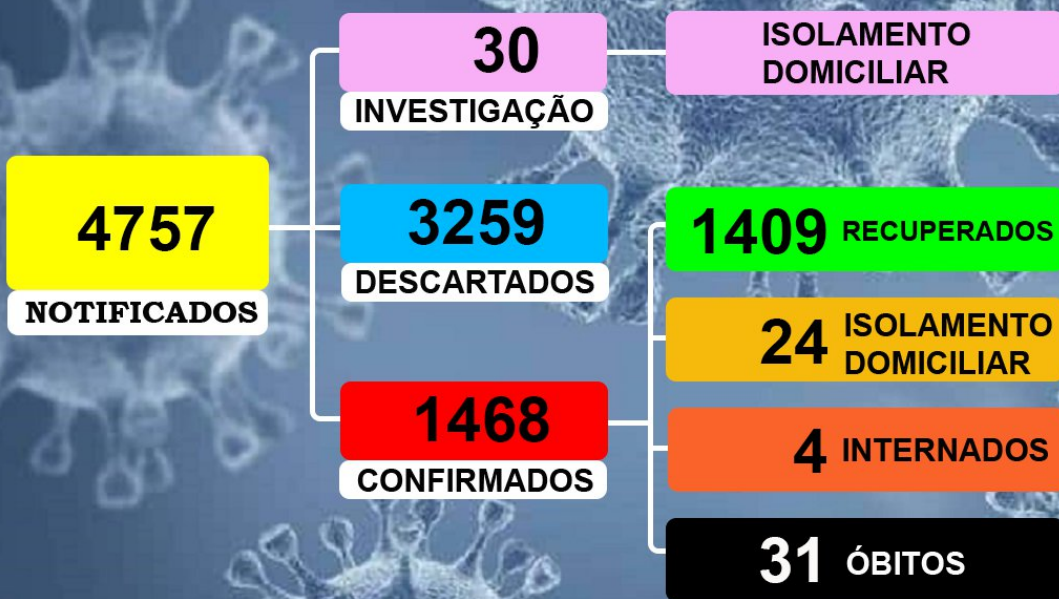 4757
NOTIFICADOS
30
INVESTIGAÇÃO
ISOLAMENTO
DOMICILIAR
3259
DESCARTADOS
1468
CONFIRMADOS
1409 RECUPERADOS
24 ISOLAMENTO
DOMICILIAR
4 INTERNADOS
31 ÓBITOS